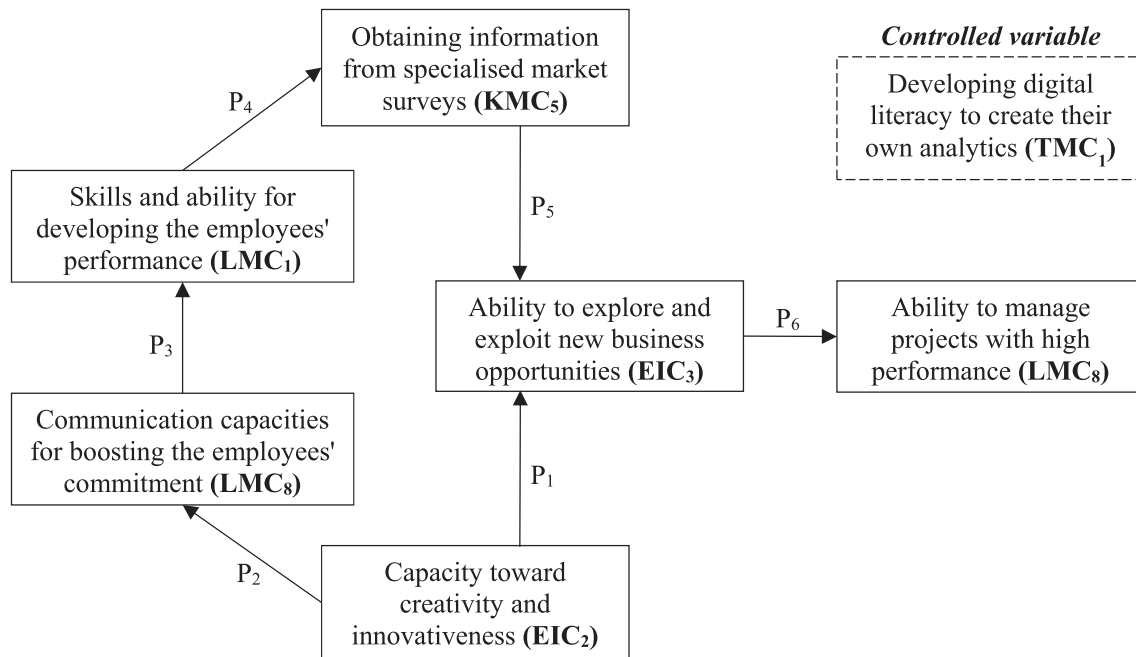 Obtaining information
from specialised market
surveys (KMC₅)
Controlled variable
Developing digital
literacy to create their
own analytics (TMC₁)
P₄
Skills and ability for
developing the employees'
performance (LMC₁)
P₅
Ability to explore and
exploit new business
opportunities (EIC₃)
P₆
Ability to manage
projects with high
performance (LMC₈)
P₃
Communication capacities
for boosting the employees'
commitment (LMC₈)
P₁
P₂
Capacity toward
creativity and
innovativeness (EIC₂)